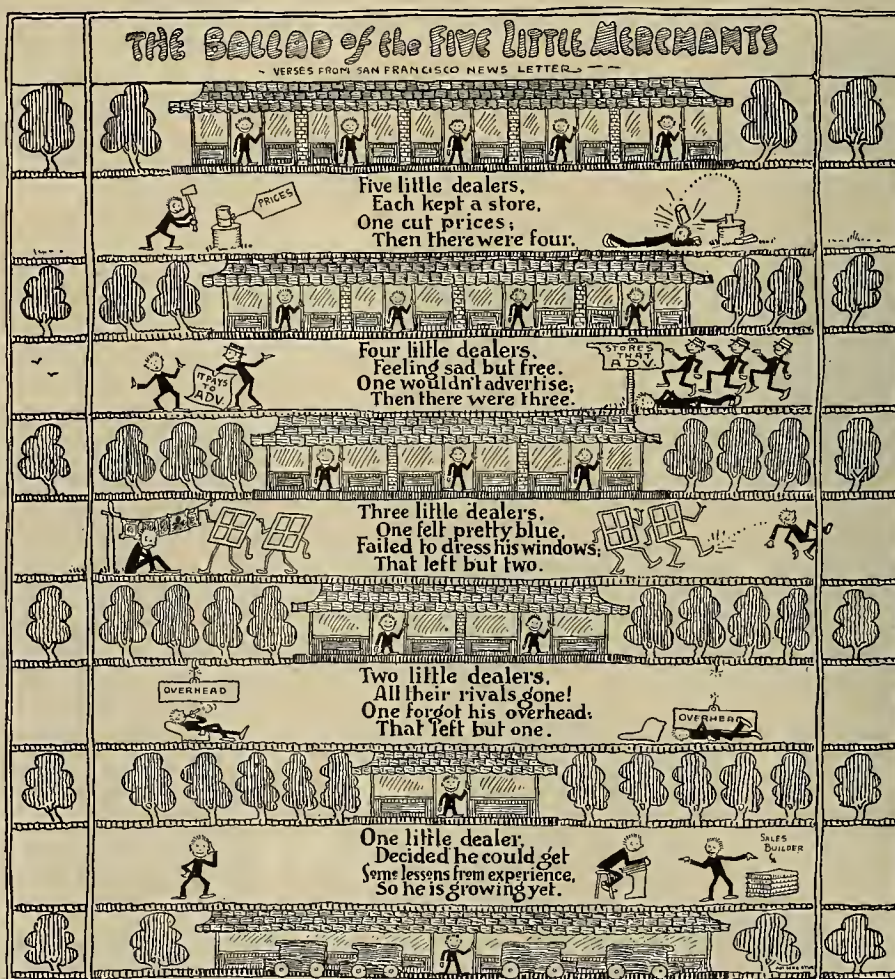 THE BALLAD of the FIVE LITTLE MERCHANTS
- VERSES FROM SAN FRANCISCO NEWS LETTER -
Five little dealers,
Each kept a store,
One cut prices;
Then there were four.
PRICES
Four little dealers,
Feeling sad but free.
One wouldn't advertise;
Then there were three.
IT PAYS
TO
ADV.
STORES
THAT
ADV.
Three little dealers,
One felt pretty blue,
Failed to dress his windows;
That left but two.
Two little dealers,
All their rivals gone!
One forgot his overhead;
That left but one.
OVERHEAD
OVERHEAD
One little dealer,
Decided he could get
Some lessons from experience,
So he is growing yet.
SALES
BUILDER